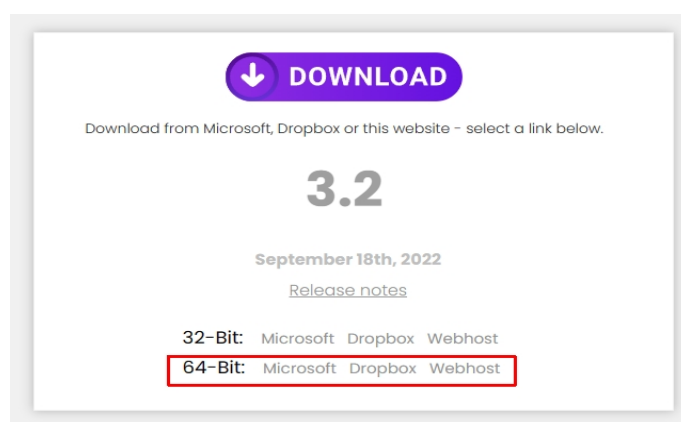 DOWNLOAD
Download from Microsoft, Dropbox or this website - select a link below.
3.2
September 18th, 2022
Release notes
32-Bit: Microsoft Dropbox Webhost
64-Bit: Microsoft Dropbox Webhost